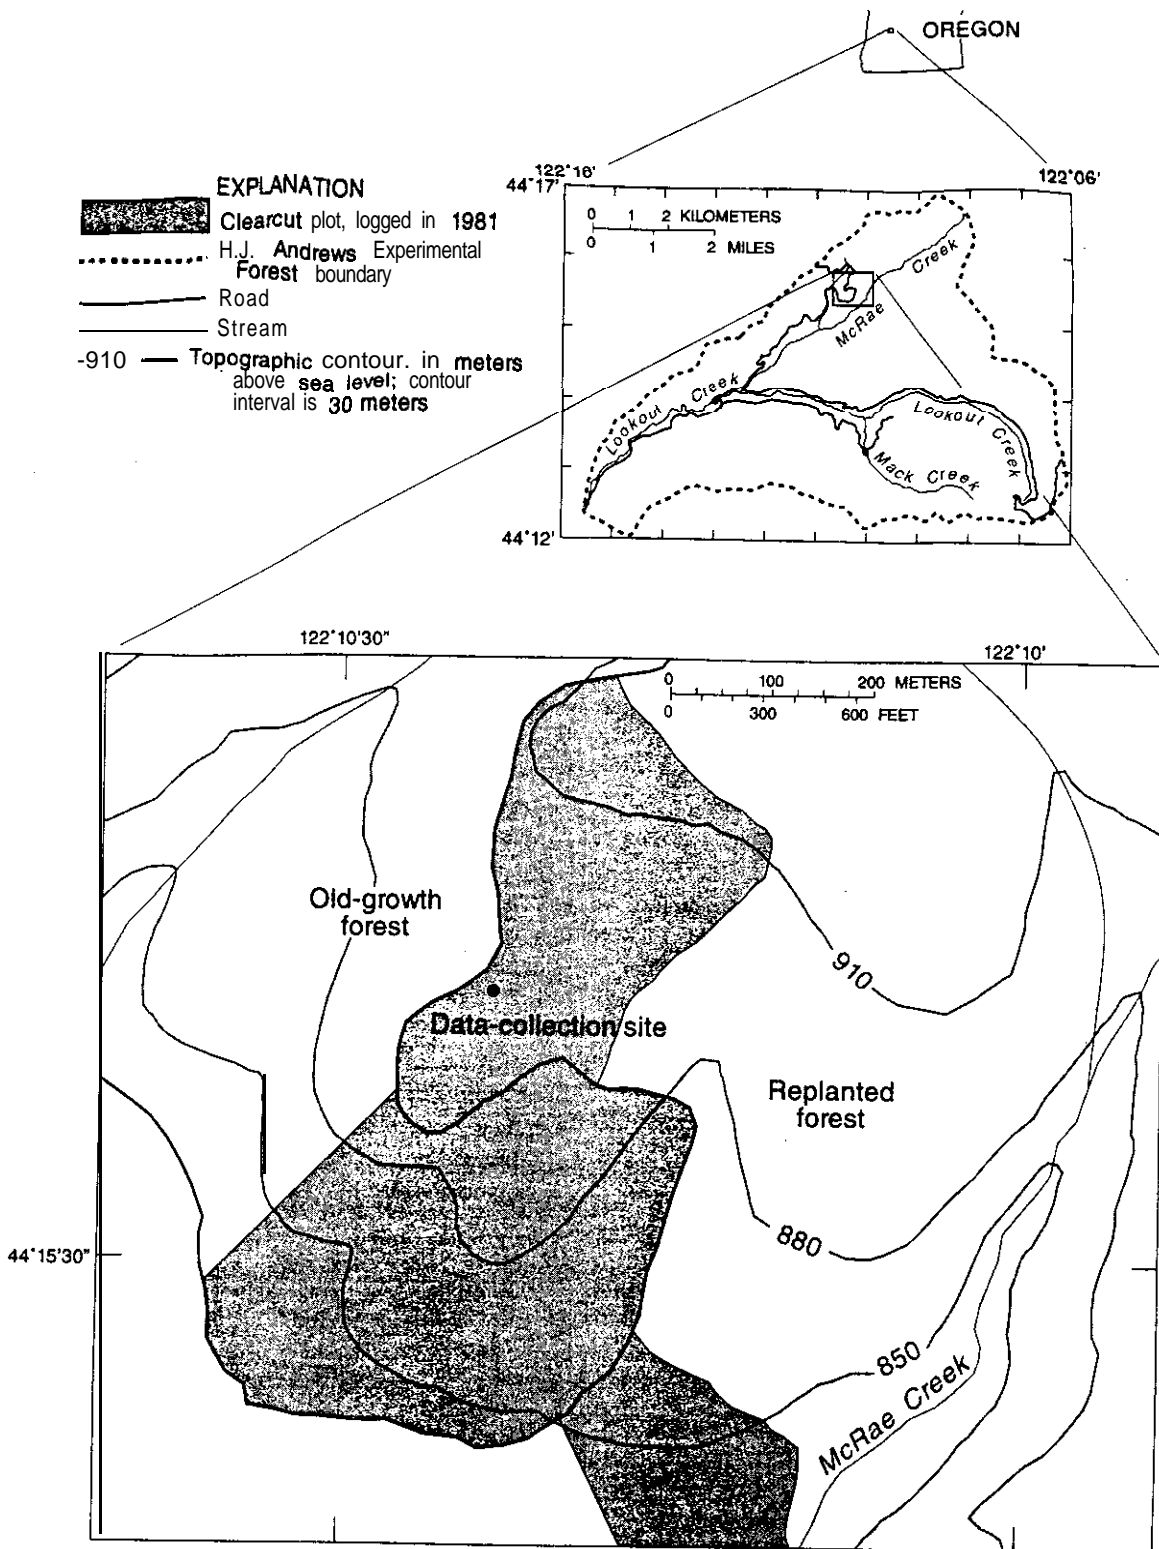 OREGON
EXPLANATION
Clearcut plot, logged in 1981
H.J. Andrews Experimental
Forest boundary
Road
Stream
-910 — Topographic contour. in meters
above sea level; contour
interval is 30 meters
122°16'
44°17'
122°06'
0 1 2 KILOMETERS
0 1 2 MILES
McRae Creek
Lookout Creek
Lookout Creek
Mack Creek
44°12'
122°10'30"
122°10'
0 100 200 METERS
0 300 600 FEET
Old-growth
forest
910
Data-collection site
Replanted
forest
880
44°15'30"
850
McRae Creek